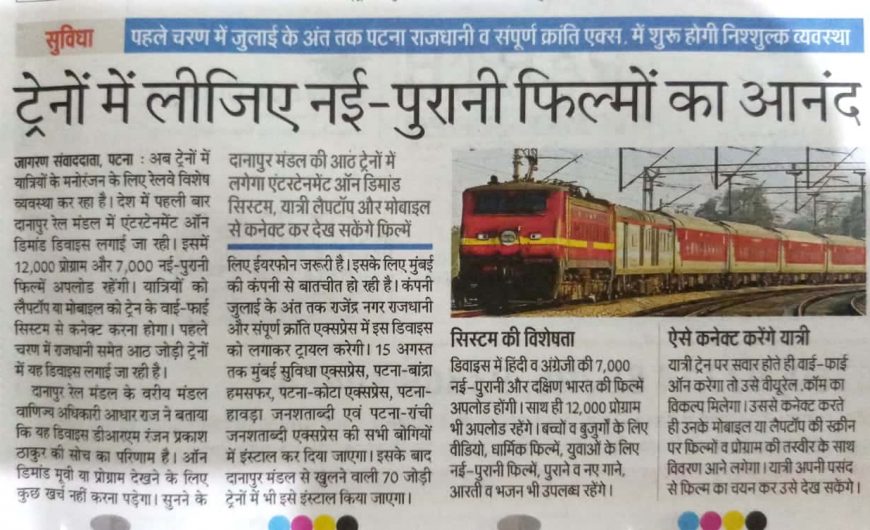 सुविधा
पहले चरण में जुलाई के अंत तक पटना राजधानी व संपूर्ण क्रांति एक्स. में शुरू होगी निश्शुल्क व्यवस्था
ट्रेनों में लीजिए नई-पुरानी फिल्मों का आनंद
जागरण संवाददाता, पटना : अब ट्रेनों में
यात्रियों के मनोरंजन के लिए रेलवे विशेष
व्यवस्था कर रहा है। देश में पहली बार
दानापुर रेल मंडल में एंटरटेनमेंट ऑन
डिमांड डिवाइस लगाई जा रही। इसमें
12,000 प्रोग्राम और 7,000 नई-पुरानी
फिल्में अपलोड रहेंगी। यात्रियों को
लैपटॉप या मोबाइल को ट्रेन के वाई-फाई
सिस्टम से कनेक्ट करना होगा। पहले
चरण में राजधानी समेत आठ जोड़ी ट्रेनों
में यह डिवाइस लगाई जा रही है।
दानापुर रेल मंडल के वरीय मंडल
वाणिज्य अधिकारी आधार राज ने बताया
कि यह डिवाइस डीआरएम रंजन प्रकाश
ठाकुर की सोच का परिणाम है। ऑन
डिमांड मूवी या प्रोग्राम देखने के लिए
कुछ खर्च नहीं करना पड़ेगा। सुनने के
दानापुर मंडल की आठ ट्रेनों में
लगेगा एंटरटेनमेंट ऑन डिमांड
सिस्टम, यात्री लैपटॉप और मोबाइल
से कनेक्ट कर देख सकेंगे फिल्में
लिए ईयरफोन जरूरी है। इसके लिए मुंबई
की कंपनी से बातचीत हो रही है। कंपनी
जुलाई के अंत तक राजेंद्र नगर राजधानी
और संपूर्ण क्रांति एक्सप्रेस में इस डिवाइस
को लगाकर ट्रायल करेगी। 15 अगस्त
तक मुंबई सुविधा एक्सप्रेस, पटना-बांद्रा
हमसफर, पटना-कोटा एक्सप्रेस, पटना-
हावड़ा जनशताब्दी एवं पटना-रांची
जनशताब्दी एक्सप्रेस की सभी बोगियों
में इंस्टाल कर दिया जाएगा। इसके बाद
दानापुर मंडल से खुलने वाली 70 जोड़ी
ट्रेनों में भी इसे इंस्टाल किया जाएगा।
सिस्टम की विशेषता
डिवाइस में हिंदी व अंग्रेजी की 7,000
नई-पुरानी और दक्षिण भारत की फिल्में
अपलोड होंगी। साथ ही 12,000 प्रोग्राम
भी अपलोड रहेंगे। बच्चों व बुजुर्गों के लिए
वीडियो, धार्मिक फिल्में, युवाओं के लिए
नई-पुरानी फिल्में, पुराने व नए गाने,
आरती व भजन भी उपलब्ध रहेंगे।
ऐसे कनेक्ट करेंगे यात्री
यात्री ट्रेन पर सवार होते ही वाई-फाई
ऑन करेगा तो उसे वीयूरेल .कॉम का
विकल्प मिलेगा। उससे कनेक्ट करते
ही उनके मोबाइल या लैपटॉप की स्क्रीन
पर फिल्मों व प्रोग्राम की तस्वीर के साथ
विवरण आने लगेगा। यात्री अपनी पसंद
से फिल्म का चयन कर उसे देख सकेंगे।